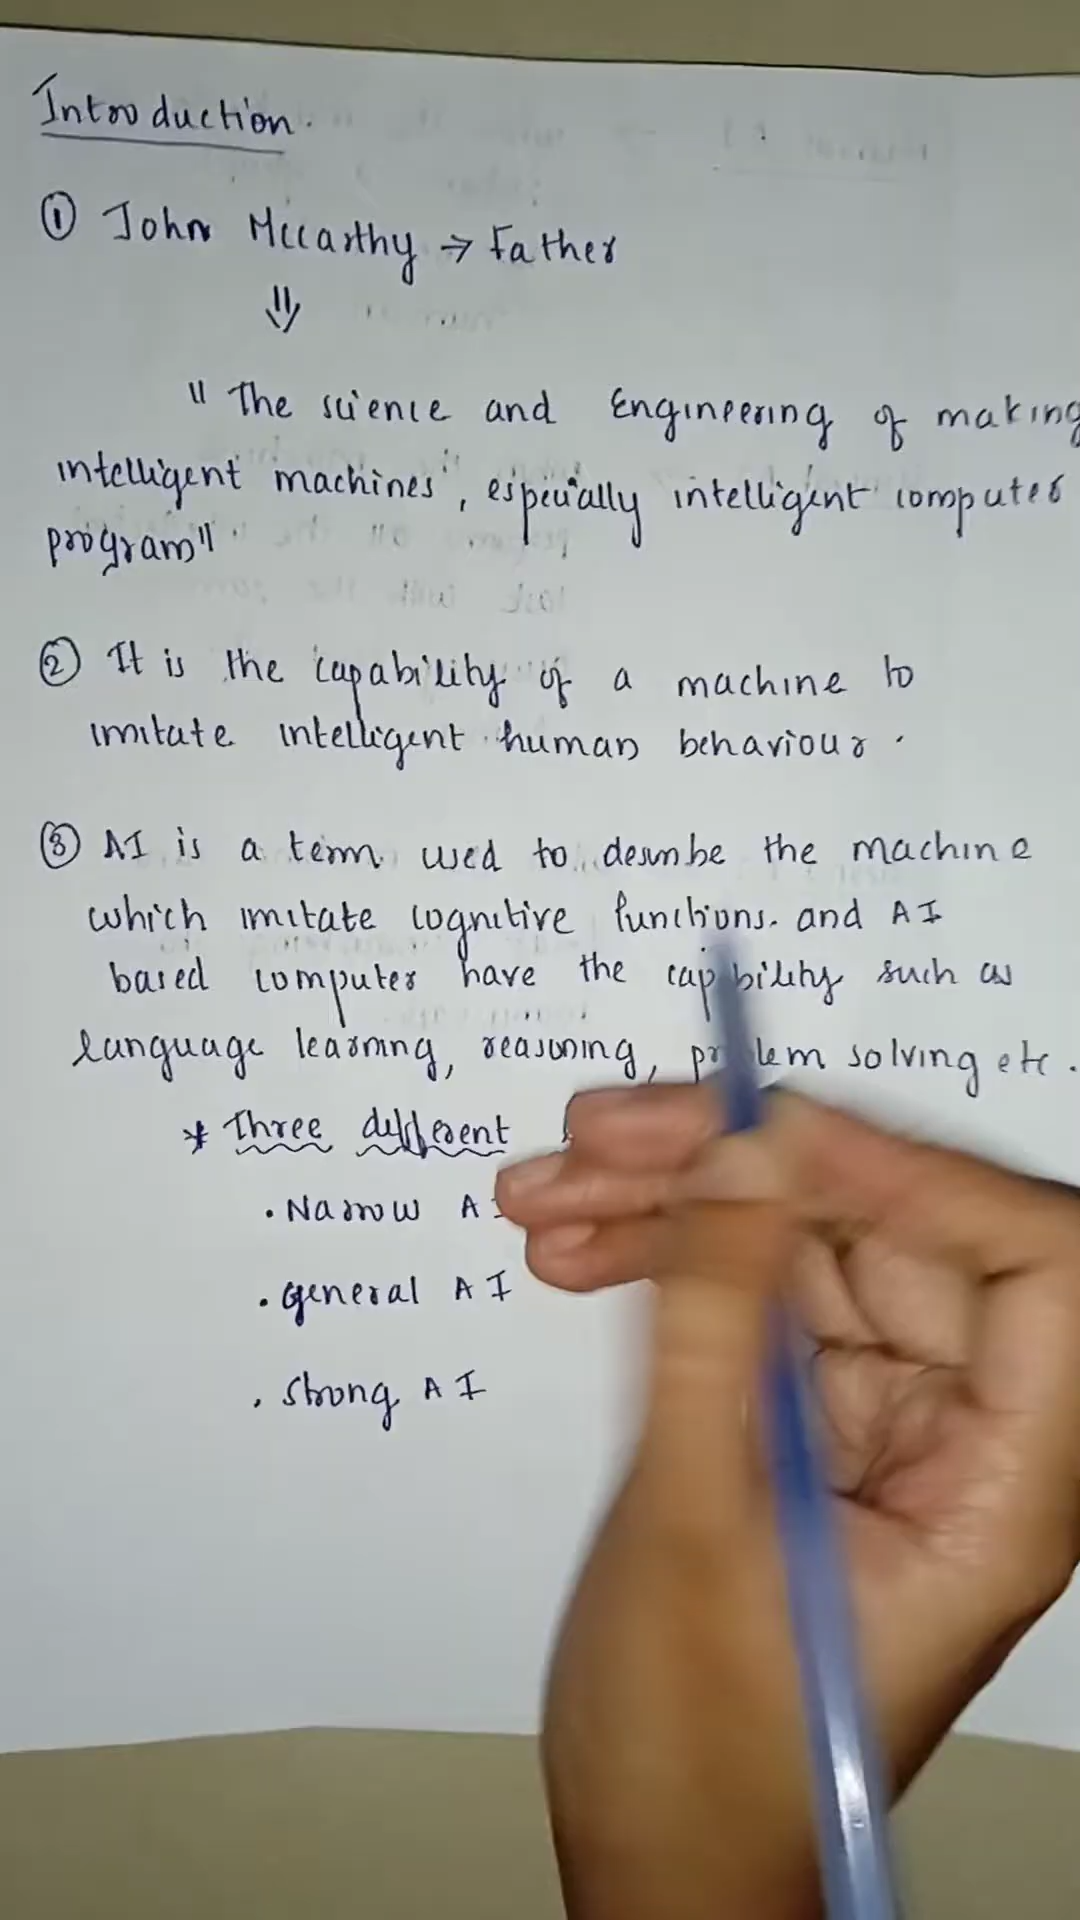 Introduction.
① John Mccarthy → Father
⇓
"The science and Engineering of making
intelligent machines", especially intelligent computer
program".
② It is the capability of a machine to
imitate intelligent human behaviour.
③ AI is a term used to describe the machine
which imitate cognitive functions. and AI
based computer have the capbility such as
language learning, reasoning, problem solving etc.
* Three different
• Narrow AI
• General AI
• Strong AI